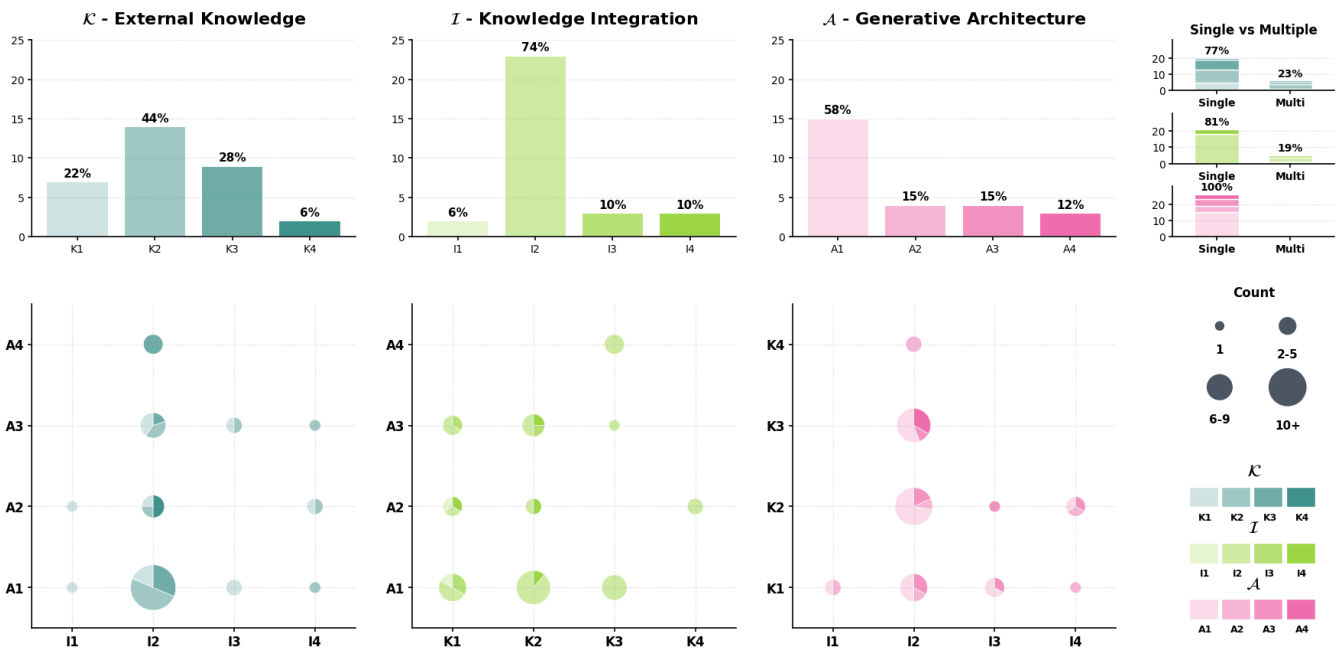 𝒦 - External Knowledge
25
20
15
10
5
0
22%
44%
28%
6%
K1 K2 K3 K4
ℐ - Knowledge Integration
25
20
15
10
5
0
6%
74%
10%
10%
I1 I2 I3 I4
𝒜 - Generative Architecture
25
20
15
10
5
0
58%
15%
15%
12%
A1 A2 A3 A4
Single vs Multiple
20
10
0
77%
23%
Single Multi
20
10
0
81%
19%
Single Multi
20
10
0
100%
Single Multi
A4
A3
A2
A1
I1 I2 I3 I4
A4
A3
A2
A1
K1 K2 K3 K4
K4
K3
K2
K1
I1 I2 I3 I4
Count
1 2-5
6-9 10+
𝒦
K1 K2 K3 K4
ℐ
I1 I2 I3 I4
𝒜
A1 A2 A3 A4